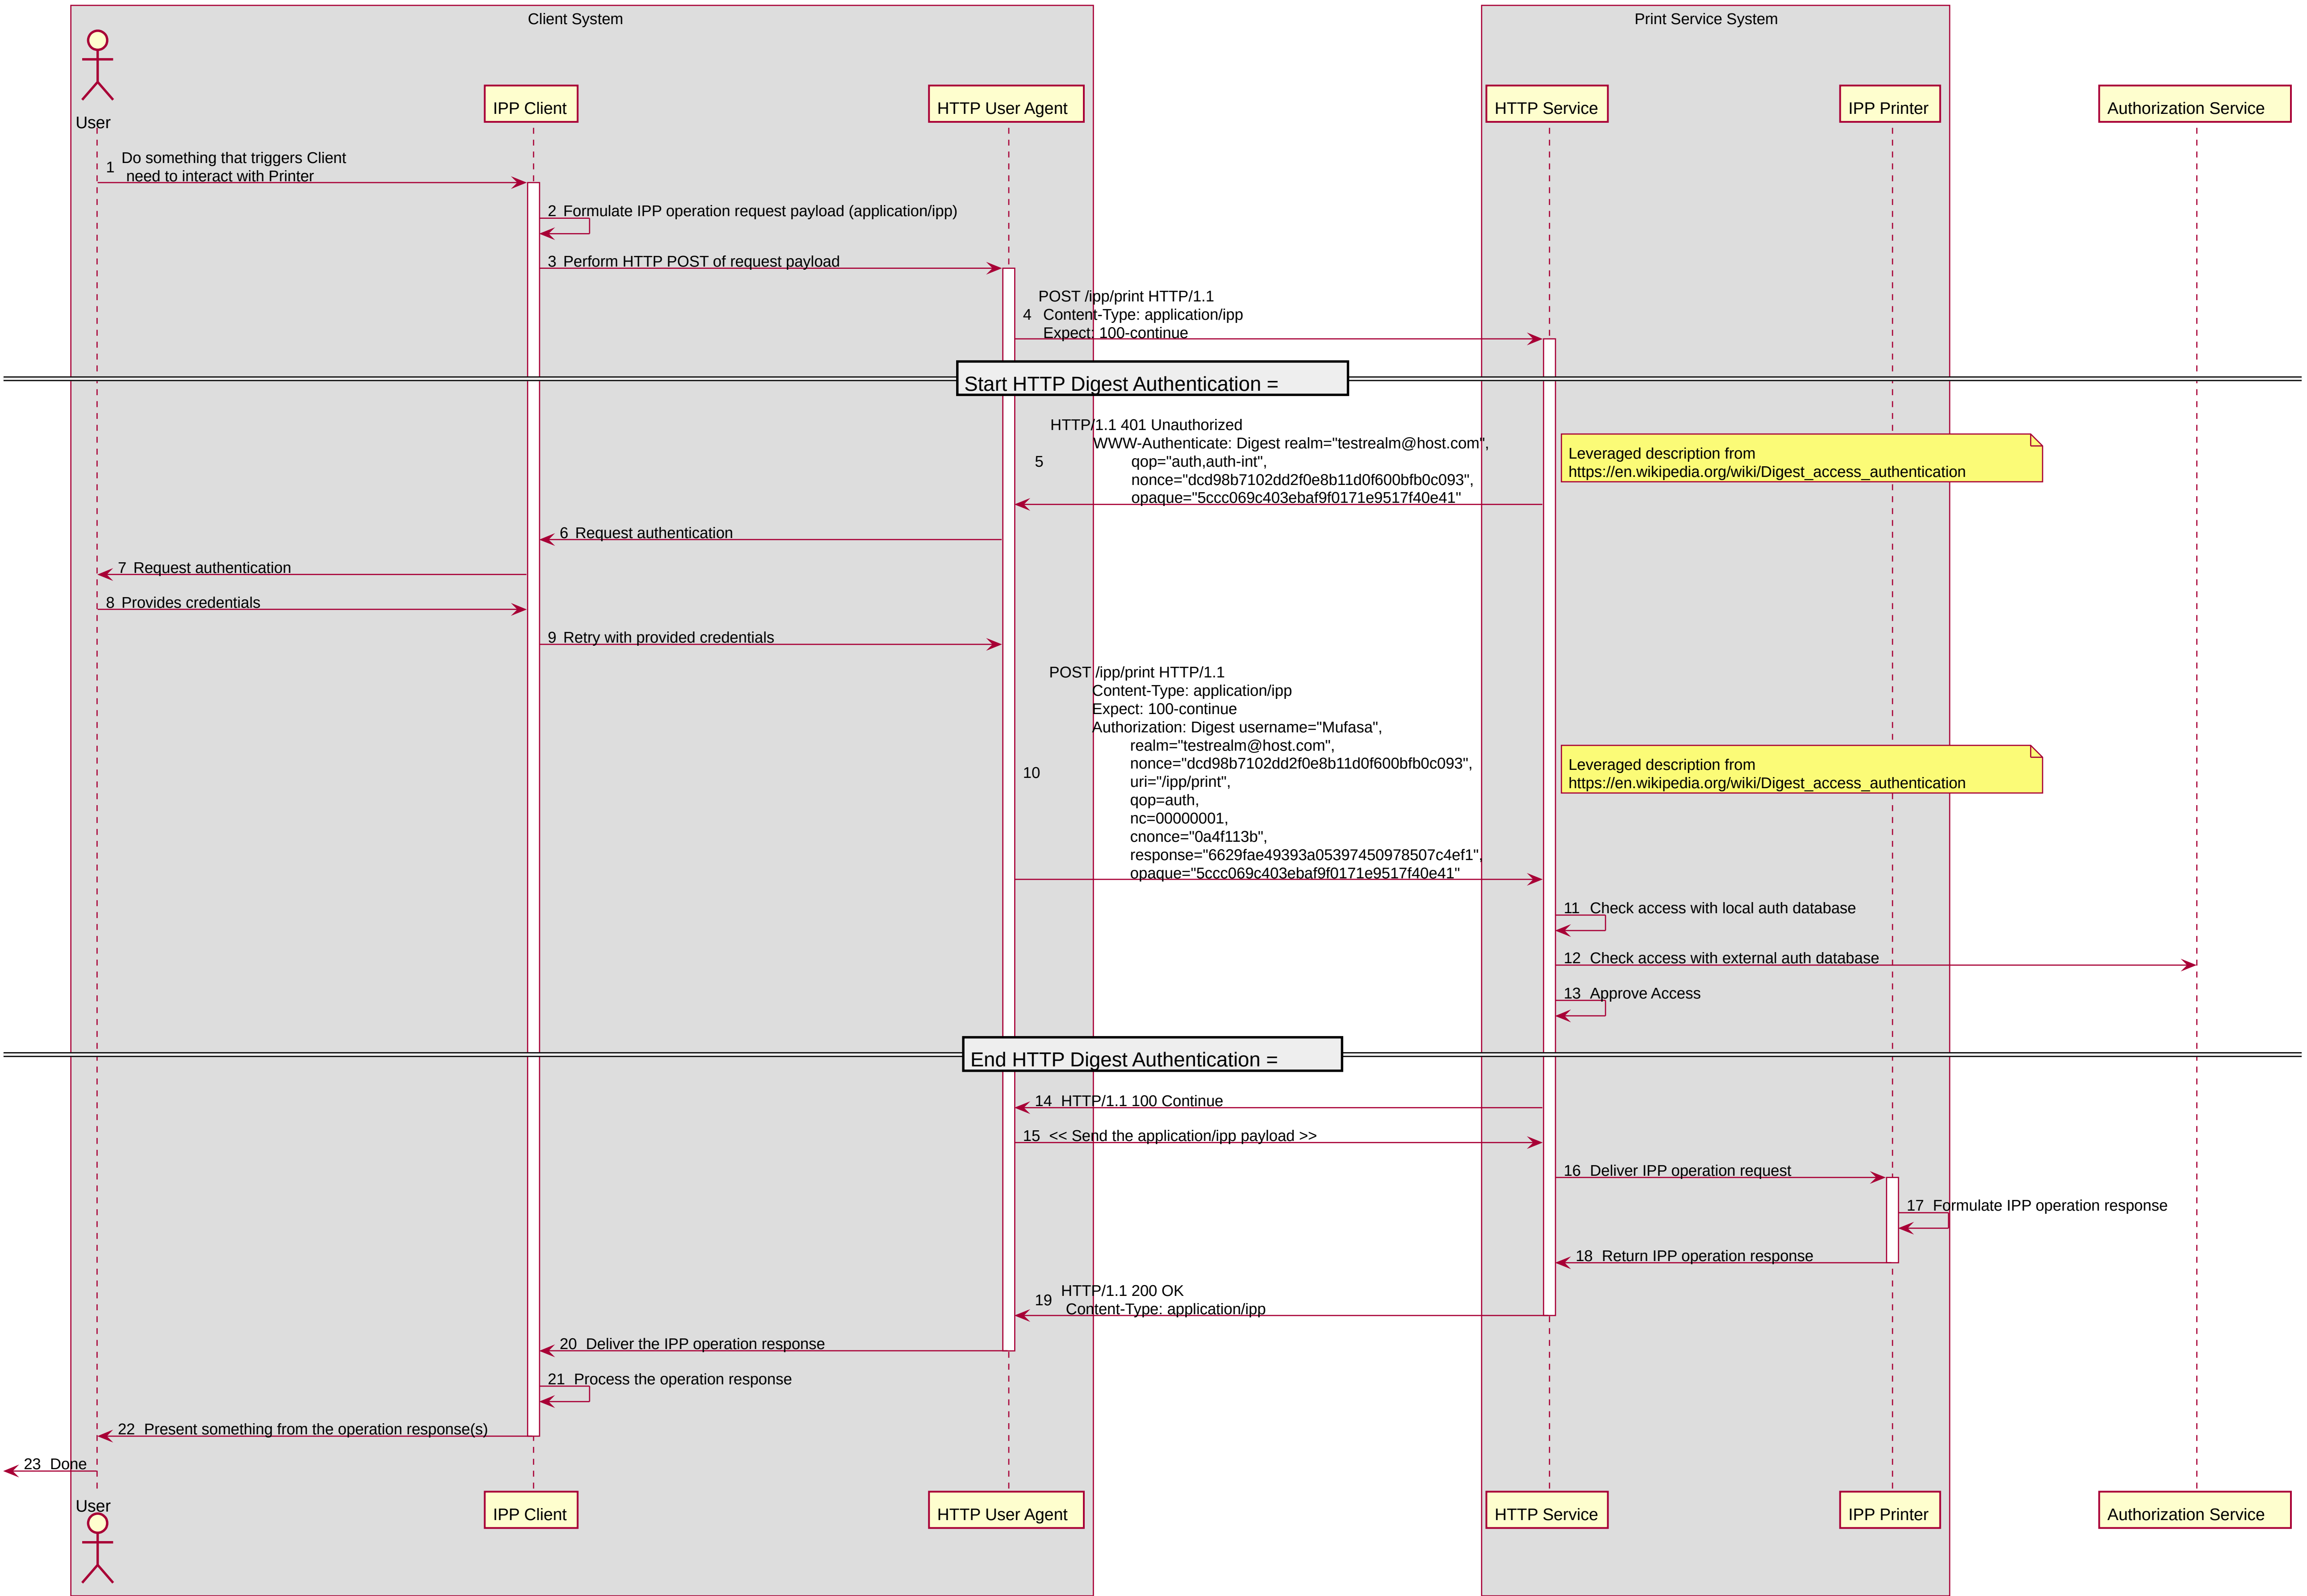 Client System
Print Service System
User
IPP Client
HTTP User Agent
HTTP Service
IPP Printer
Authorization Service
1 Do something that triggers Client
need to interact with Printer
2 Formulate IPP operation request payload (application/ipp)
3 Perform HTTP POST of request payload
POST /ipp/print HTTP/1.1
4 Content-Type: application/ipp
Expect: 100-continue
Start HTTP Digest Authentication =
HTTP/1.1 401 Unauthorized
WWW-Authenticate: Digest realm="testrealm@host.com",
5 qop="auth,auth-int",
nonce="dcd98b7102dd2f0e8b11d0f600bfb0c093",
opaque="5ccc069c403ebaf9f0171e9517f40e41"
Leveraged description from
https://en.wikipedia.org/wiki/Digest_access_authentication
6 Request authentication
7 Request authentication
8 Provides credentials
9 Retry with provided credentials
POST /ipp/print HTTP/1.1
Content-Type: application/ipp
Expect: 100-continue
Authorization: Digest username="Mufasa",
realm="testrealm@host.com",
nonce="dcd98b7102dd2f0e8b11d0f600bfb0c093",
10 uri="/ipp/print",
qop=auth,
nc=00000001,
cnonce="0a4f113b",
response="6629fae49393a05397450978507c4ef1",
opaque="5ccc069c403ebaf9f0171e9517f40e41"
Leveraged description from
https://en.wikipedia.org/wiki/Digest_access_authentication
11 Check access with local auth database
12 Check access with external auth database
13 Approve Access
End HTTP Digest Authentication =
14 HTTP/1.1 100 Continue
15 << Send the application/ipp payload >>
16 Deliver IPP operation request
17 Formulate IPP operation response
18 Return IPP operation response
HTTP/1.1 200 OK
19 Content-Type: application/ipp
20 Deliver the IPP operation response
21 Process the operation response
22 Present something from the operation response(s)
23 Done
User
IPP Client
HTTP User Agent
HTTP Service
IPP Printer
Authorization Service